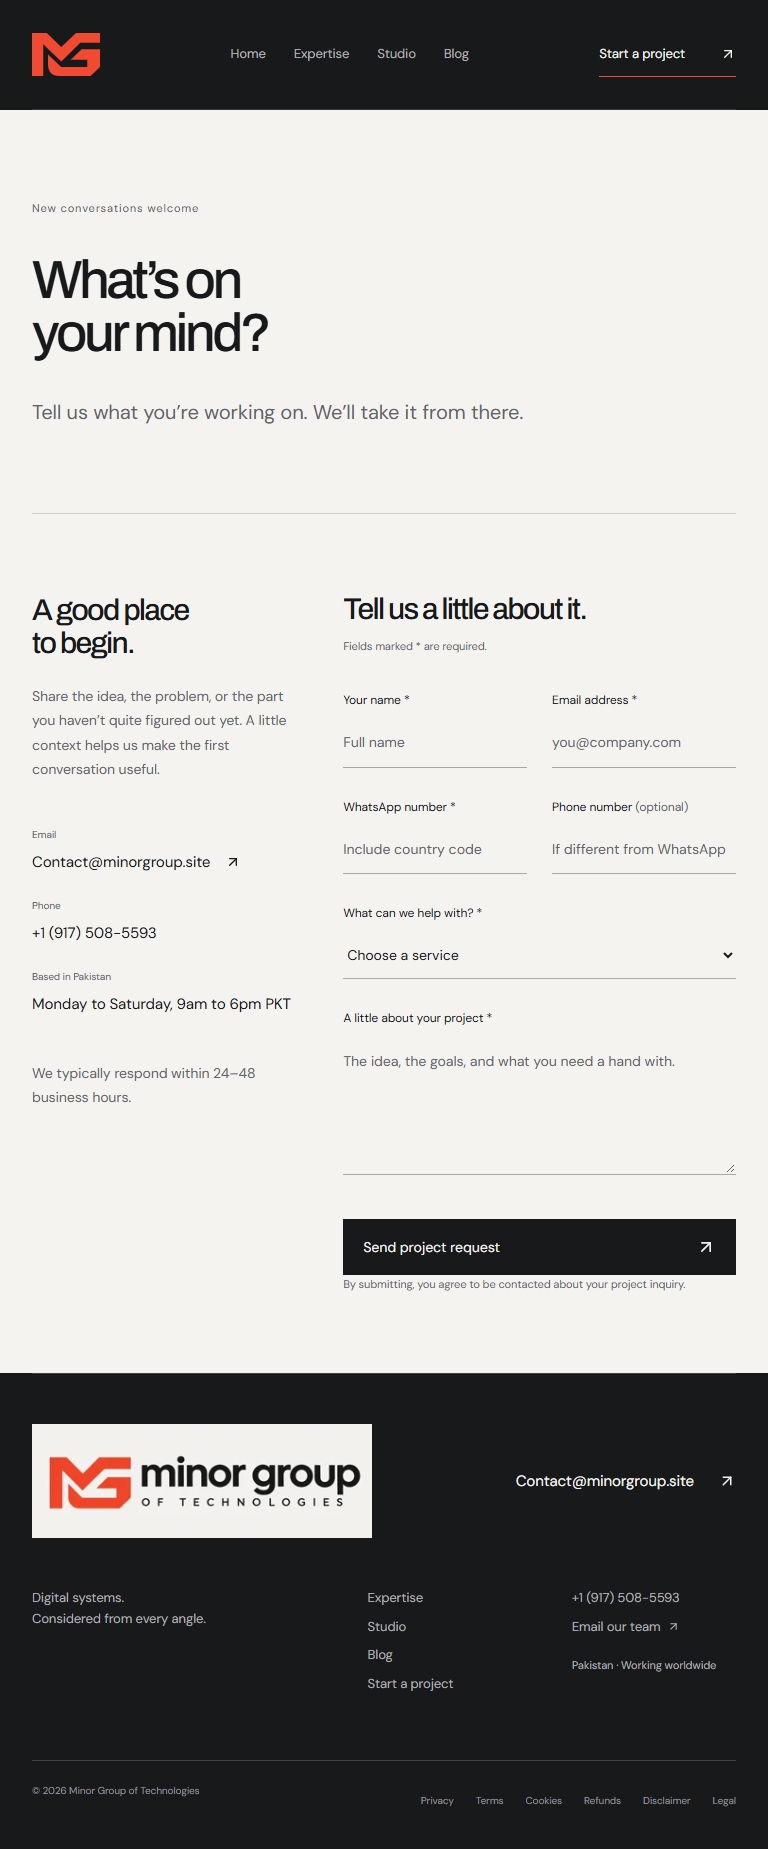 MG
Home
Expertise
Studio
Blog
Start a project
New conversations welcome
What’s on
your mind?
Tell us what you’re working on. We’ll take it from there.
A good place
to begin.
Share the idea, the problem, or the part
you haven’t quite figured out yet. A little
context helps us make the first
conversation useful.
Email
Contact@minorgroup.site
Phone
+1 (917) 508-5593
Based in Pakistan
Monday to Saturday, 9am to 6pm PKT
We typically respond within 24–48
business hours.
Tell us a little about it.
Fields marked * are required.
Your name *
Full name
Email address *
you@company.com
WhatsApp number *
Include country code
Phone number (optional)
If different from WhatsApp
What can we help with? *
Choose a service
A little about your project *
The idea, the goals, and what you need a hand with.
Send project request
By submitting, you agree to be contacted about your project inquiry.
MG minor group
OF TECHNOLOGIES
Contact@minorgroup.site
Digital systems.
Considered from every angle.
Expertise
Studio
Blog
Start a project
+1 (917) 508-5593
Email our team
Pakistan · Working worldwide
© 2026 Minor Group of Technologies
Privacy
Terms
Cookies
Refunds
Disclaimer
Legal